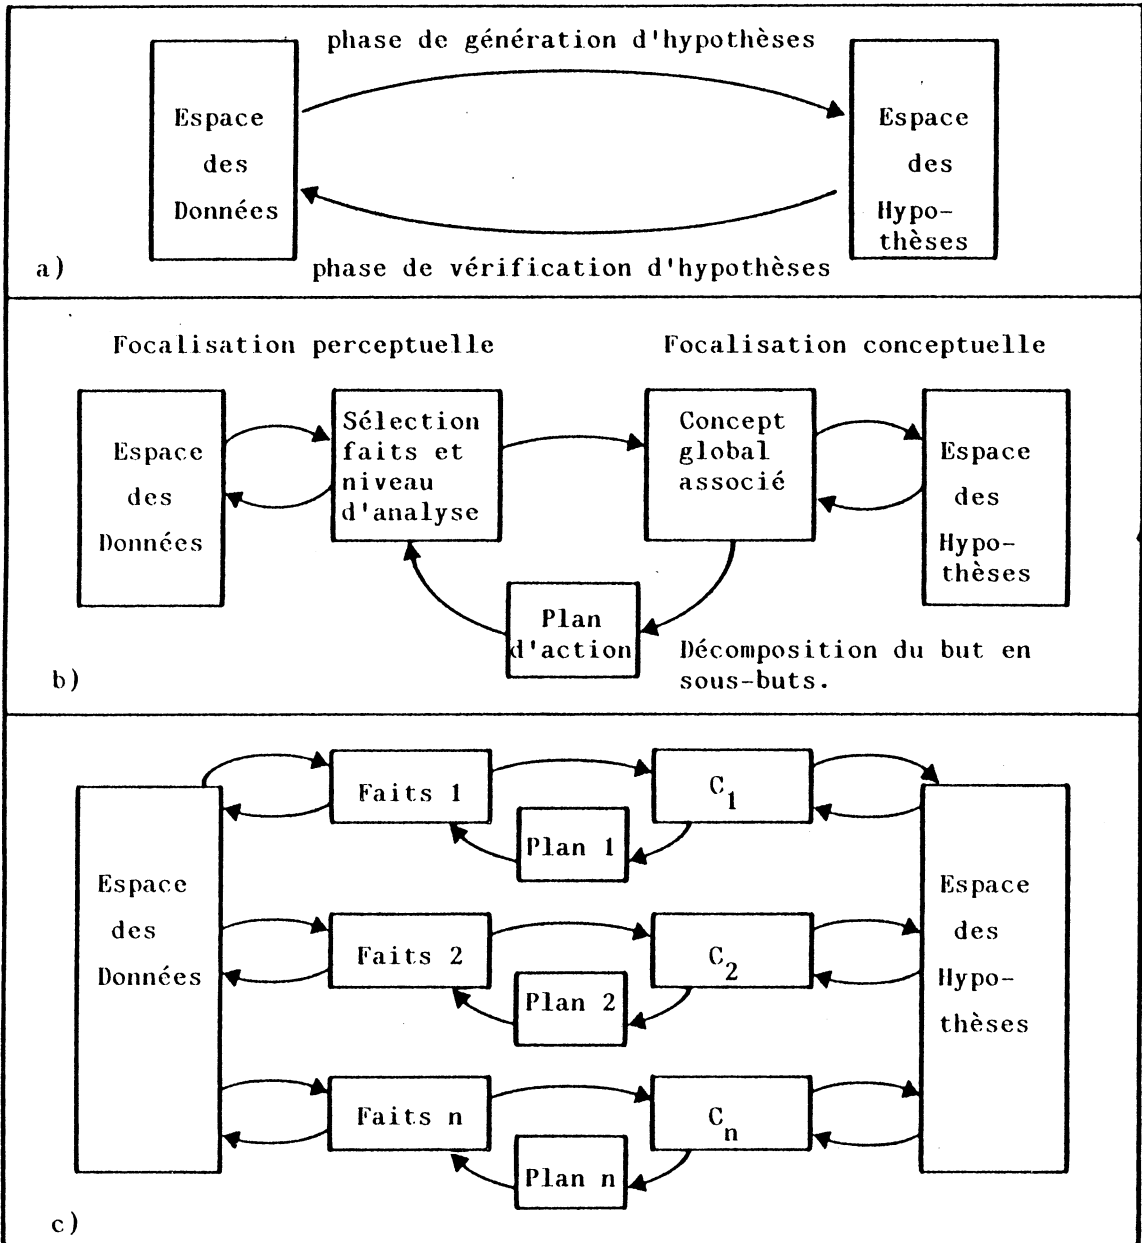 phase de génération d'hypothèses
Espace
des
Données
Espace
des
Hypo-
thèses
a)
phase de vérification d'hypothèses
Focalisation perceptuelle
Focalisation conceptuelle
Espace
des
Données
Sélection
faits et
niveau
d'analyse
Concept
global
associé
Espace
des
Hypo-
thèses
Plan
d'action
Décomposition du but en
sous-buts.
b)
Espace
des
Données
Faits 1
C1
Plan 1
Faits 2
C2
Plan 2
Faits n
Cn
Plan n
Espace
des
Hypo-
thèses
c)